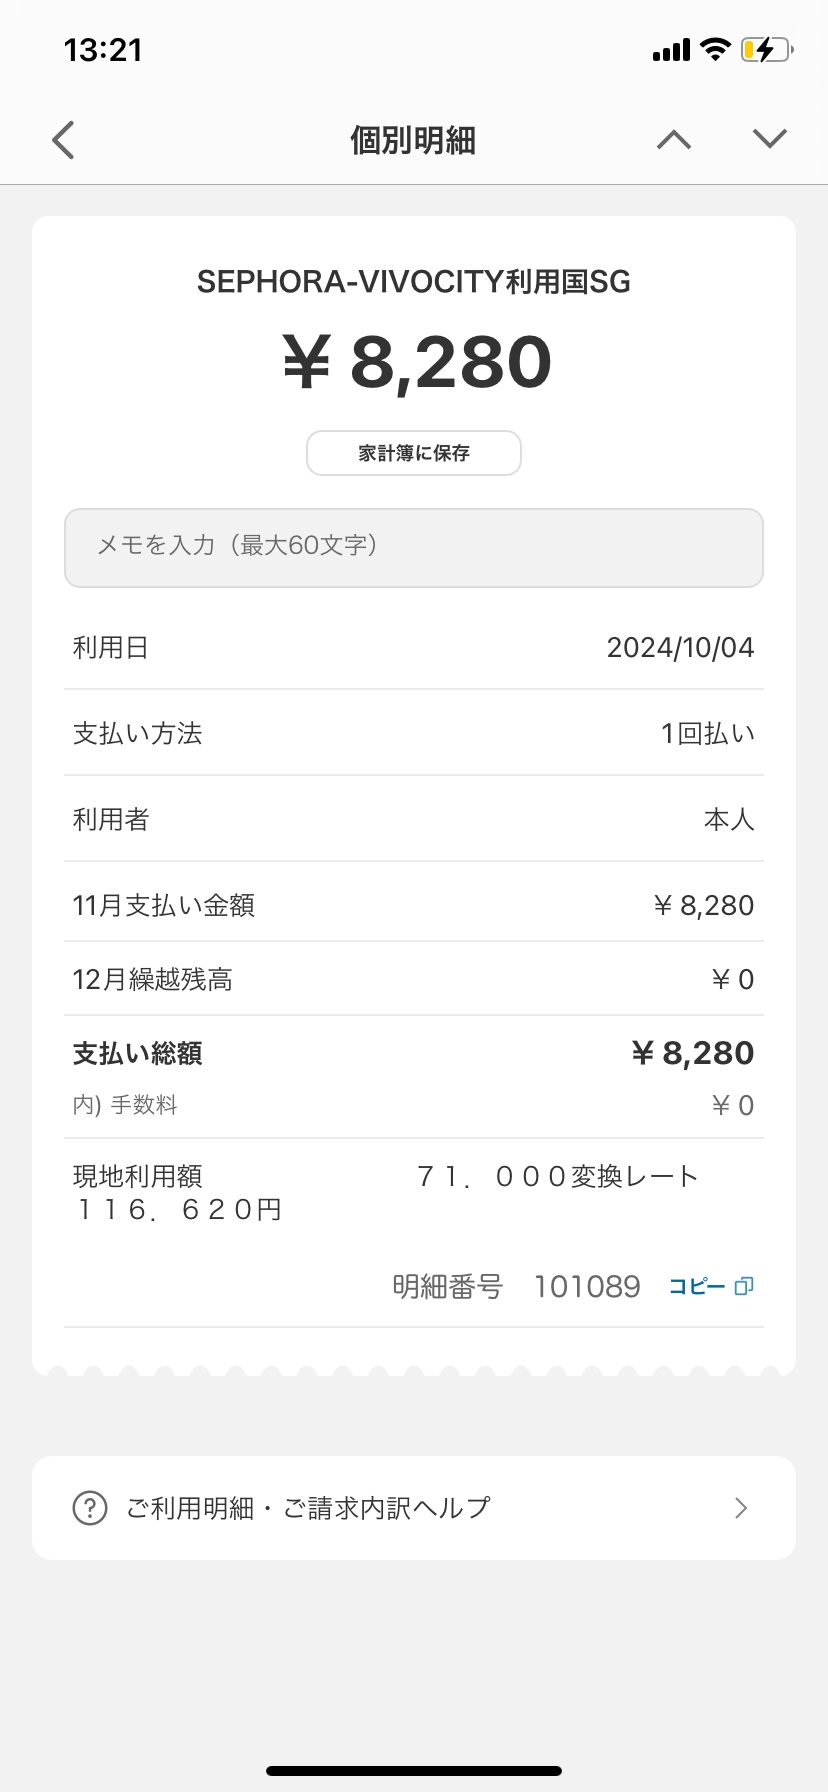 13:21
個別明細
SEPHORA-VIVOCITY利用国SG
¥ 8,280
家計簿に保存
メモを入力（最大60文字）
利用日 2024/10/04
支払い方法 1回払い
利用者 本人
11月支払い金額 ¥ 8,280
12月繰越残高 ¥ 0
支払い総額 ¥ 8,280
内) 手数料 ¥ 0
現地利用額 ７１．０００変換レート
１１６．６２０円
明細番号 101089 コピー
? ご利用明細・ご請求内訳ヘルプ